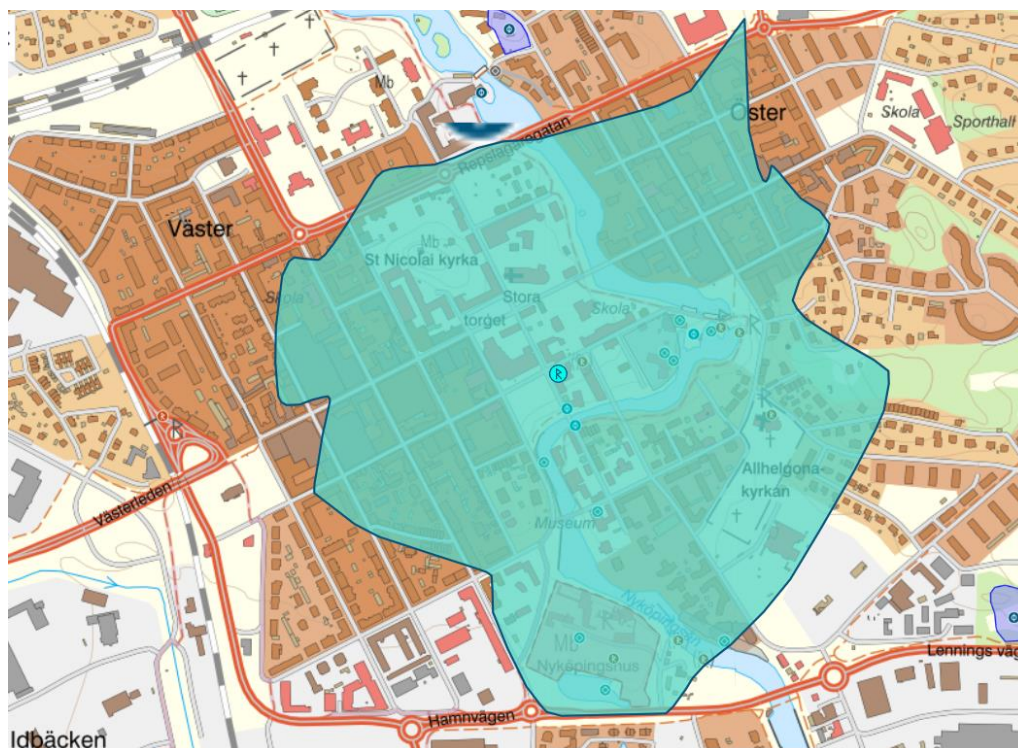 Mb
Öster
Skola
Sporthall
Repslagaregatan
Väster
Mb
St Nicolai kyrka
Skola
Stora
torget
Skola
Allhelgona-
kyrkan
Västerleden
Museum
Nyköpingsån
Mb
Nyköpingshus
Lennings väg
Hamnvägen
Idbäcken